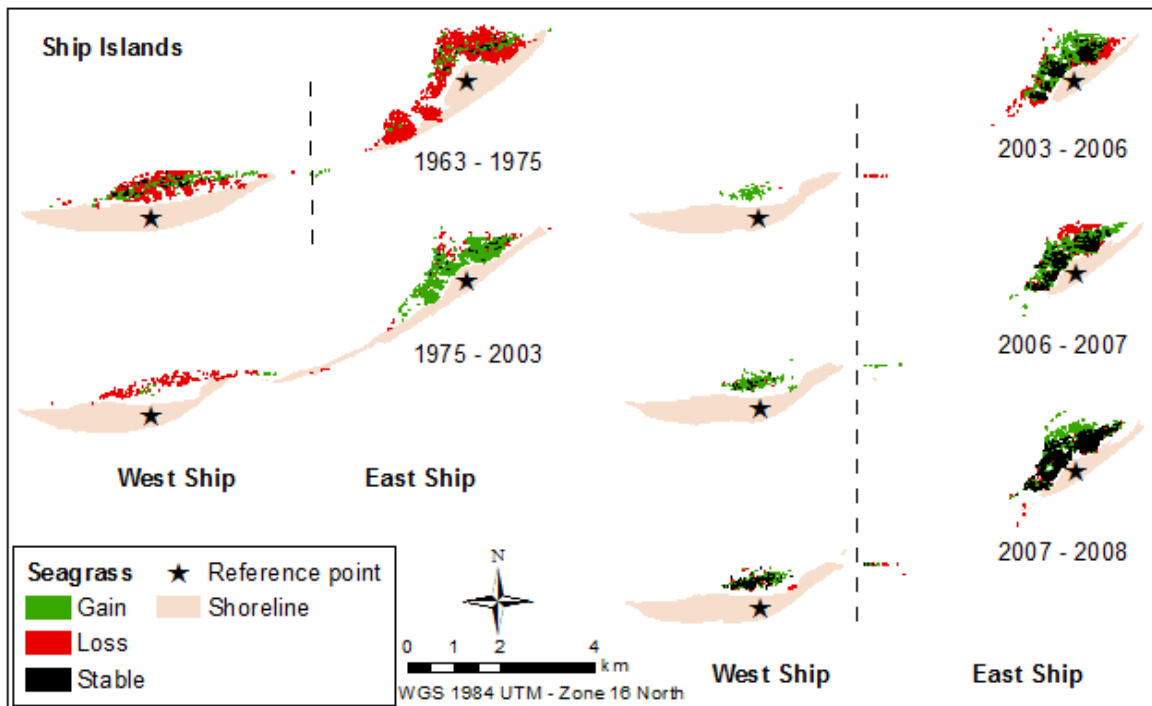 Ship Islands
1963 - 1975
1975 - 2003
West Ship
East Ship
2003 - 2006
2006 - 2007
2007 - 2008
West Ship
East Ship
Seagrass
Gain
Loss
Stable
Reference point
Shoreline
N
0 1 2 4
km
WGS 1984 UTM - Zone 16 North